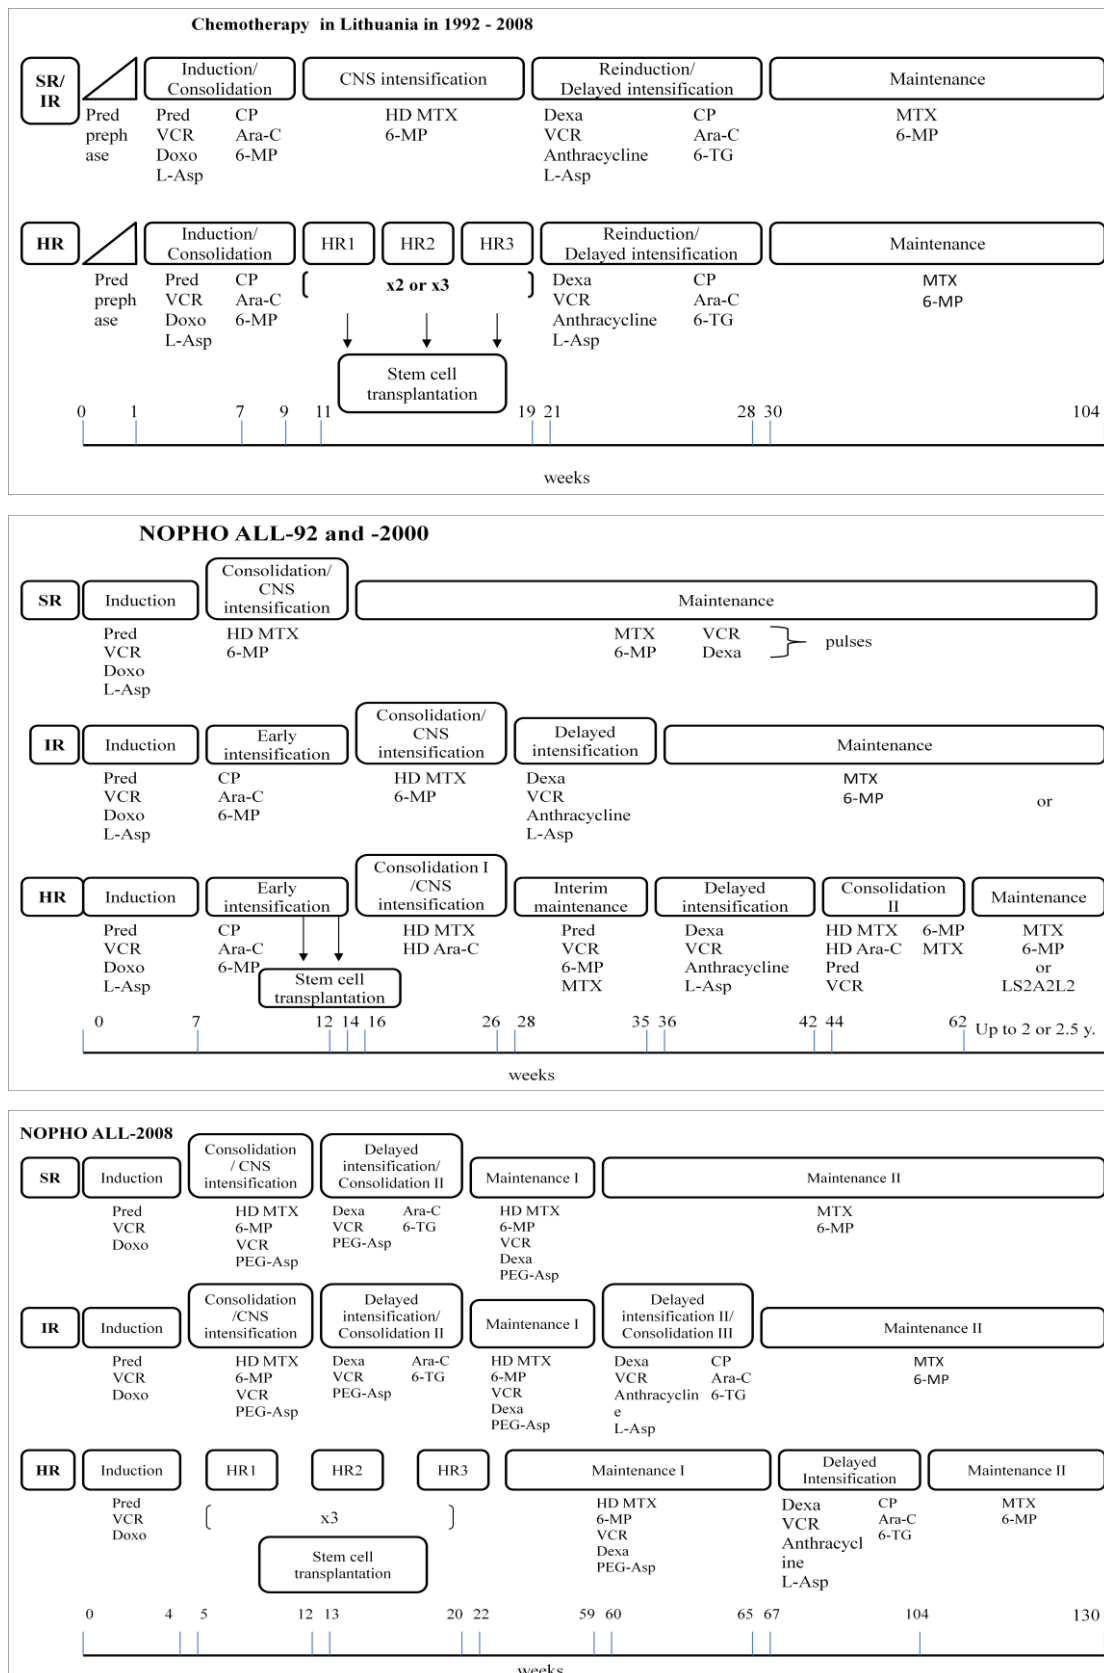 Chemotherapy in Lithuania in 1992 - 2008
SR/
IR
Induction/
Consolidation
CNS intensification
Reinduction/
Delayed intensification
Maintenance
Pred
preph
ase
Pred
VCR
Doxo
L-Asp
CP
Ara-C
6-MP
HD MTX
6-MP
Dexa
VCR
Anthracycline
L-Asp
CP
Ara-C
6-TG
MTX
6-MP
HR
Induction/
Consolidation
HR1
HR2
HR3
Reinduction/
Delayed intensification
Maintenance
Pred
preph
ase
Pred
VCR
Doxo
L-Asp
CP
Ara-C
6-MP
x2 or x3
Dexa
VCR
Anthracycline
L-Asp
CP
Ara-C
6-TG
MTX
6-MP
Stem cell
transplantation
0 1 7 9 11 19 21 28 30 104
weeks
NOPHO ALL-92 and -2000
SR
Induction
Consolidation/
CNS
intensification
Maintenance
Pred
VCR
Doxo
L-Asp
HD MTX
6-MP
MTX
6-MP
VCR
Dexa
pulses
IR
Induction
Early
intensification
Consolidation/
CNS
intensification
Delayed
intensification
Maintenance
Pred
VCR
Doxo
L-Asp
CP
Ara-C
6-MP
HD MTX
6-MP
Dexa
VCR
Anthracycline
L-Asp
MTX
6-MP
or
HR
Induction
Early
intensification
Consolidation I
/CNS
intensification
Interim
maintenance
Delayed
intensification
Consolidation
II
Maintenance
Pred
VCR
Doxo
L-Asp
CP
Ara-C
6-MP
HD MTX
HD Ara-C
Pred
VCR
6-MP
MTX
Dexa
VCR
Anthracycline
L-Asp
HD MTX
HD Ara-C
Pred
VCR
6-MP
MTX
MTX
6-MP
or
LS2A2L2
Stem cell
transplantation
0 7 12 14 16 26 28 35 36 42 44 62 Up to 2 or 2.5 y.
weeks
NOPHO ALL-2008
SR
Induction
Consolidation
/ CNS
intensification
Delayed
intensification/
Consolidation II
Maintenance I
Maintenance II
Pred
VCR
Doxo
HD MTX
6-MP
VCR
PEG-Asp
Dexa
VCR
PEG-Asp
Ara-C
6-TG
HD MTX
6-MP
VCR
Dexa
PEG-Asp
MTX
6-MP
IR
Induction
Consolidation
/CNS
intensification
Delayed
intensification/
Consolidation II
Maintenance I
Delayed
intensification II/
Consolidation III
Maintenance II
Pred
VCR
Doxo
HD MTX
6-MP
VCR
PEG-Asp
Dexa
VCR
PEG-Asp
Ara-C
6-TG
HD MTX
6-MP
VCR
Dexa
PEG-Asp
Dexa
VCR
Anthracyclin
e
L-Asp
CP
Ara-C
6-TG
MTX
6-MP
HR
Induction
HR1
HR2
HR3
Maintenance I
Delayed
Intensification
Maintenance II
Pred
VCR
Doxo
x3
HD MTX
6-MP
VCR
Dexa
PEG-Asp
Dexa
VCR
Anthracycl
ine
L-Asp
CP
Ara-C
6-TG
MTX
6-MP
Stem cell
transplantation
0 4 5 12 13 20 22 59 60 65 67 104 130
weeks